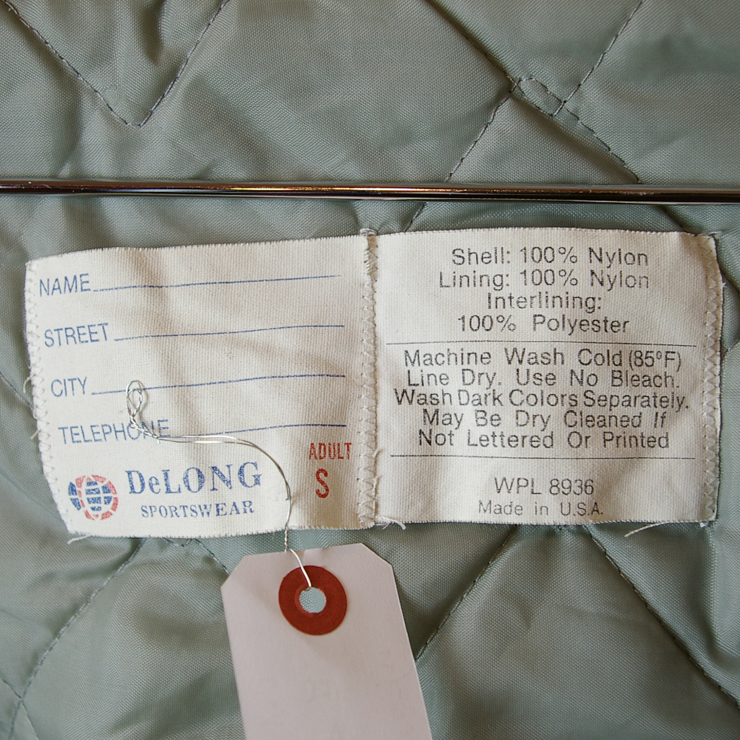 NAME
STREET
CITY
TELEPHONE
DeLONG
SPORTSWEAR
ADULT
S
Shell: 100% Nylon
Lining: 100% Nylon
Interlining:
100% Polyester
Machine Wash Cold (85°F)
Line Dry. Use No Bleach.
Wash Dark Colors Separately.
May Be Dry Cleaned If
Not Lettered Or Printed
WPL 8936
Made in U.S.A.